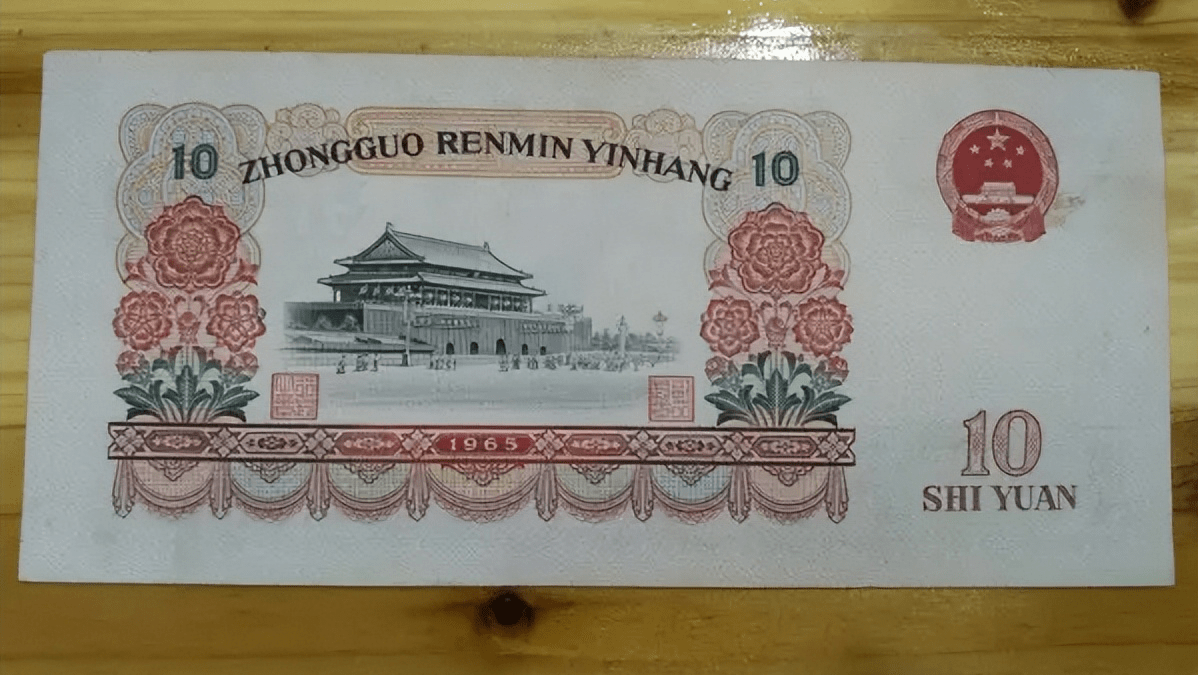 10 ZHONGGUO RENMIN YINHANG 10
1965
10
SHI YUAN